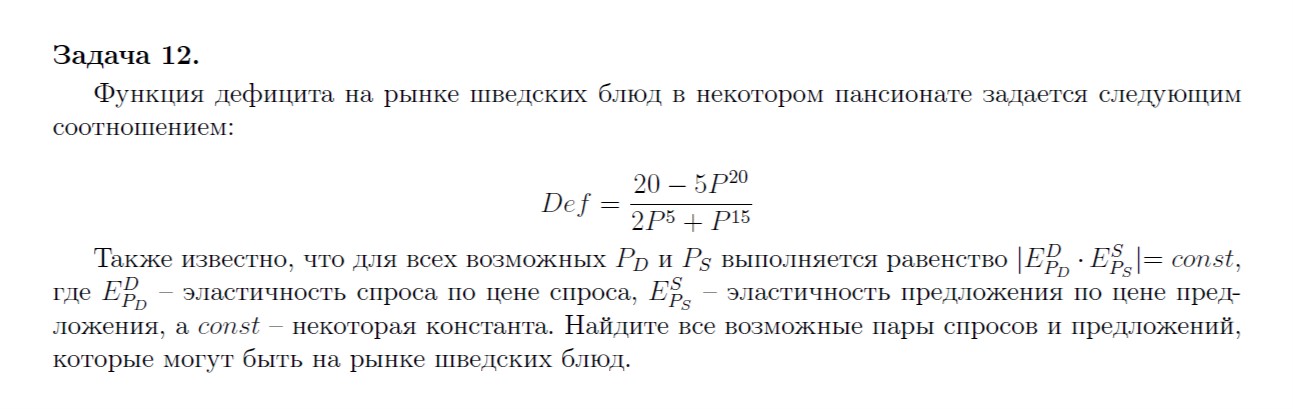 Задача 12.
Функция дефицита на рынке шведских блюд в некотором пансионате задается следующим
соотношением:
Def = \frac{20 − 5P^{20}}{2P^5 + P^{15}}
Также известно, что для всех возможных P_D и P_S выполняется равенство |E^D_{P_D} · E^S_{P_S}|= const,
где E^D_{P_D} – эластичность спроса по цене спроса, E^S_{P_S} – эластичность предложения по цене пред-
ложения, а const – некоторая константа. Найдите все возможные пары спросов и предложений,
которые могут быть на рынке шведских блюд.